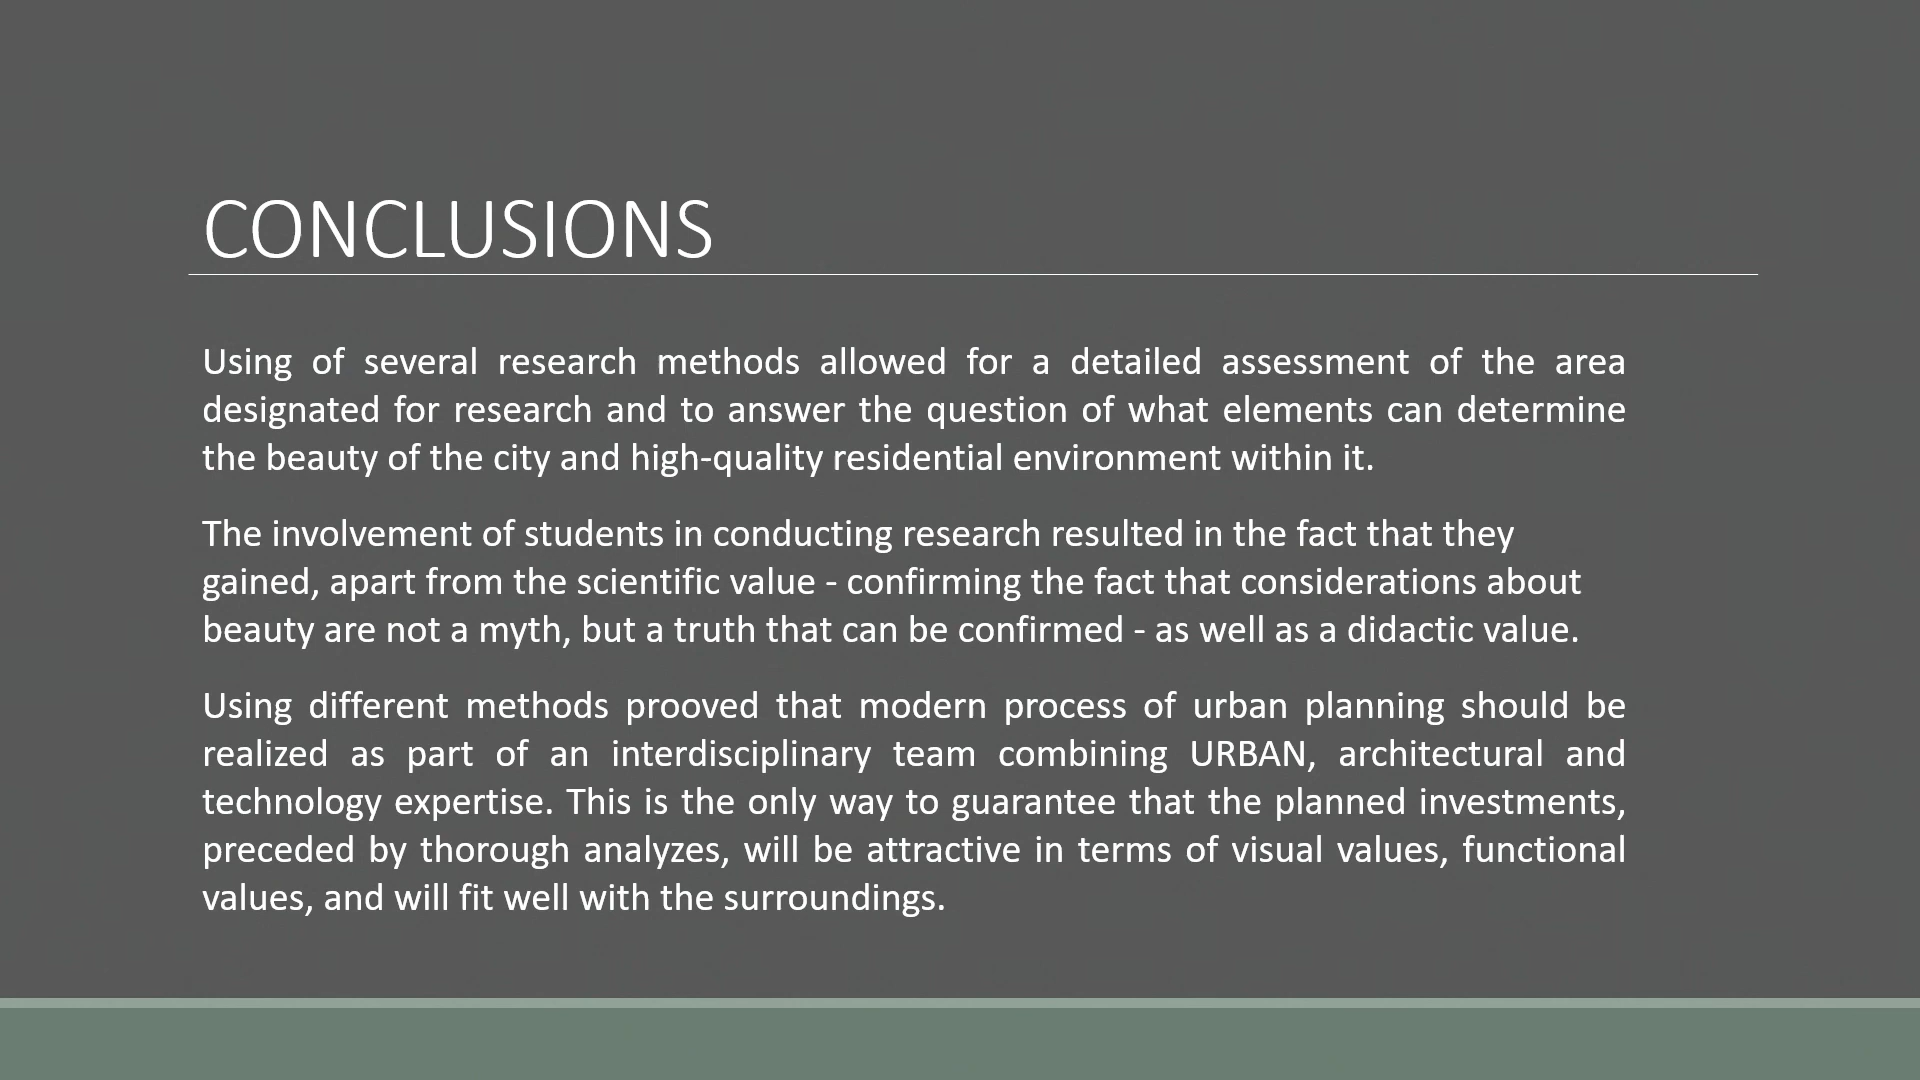 CONCLUSIONS
Using of several research methods allowed for a detailed assessment of the area
designated for research and to answer the question of what elements can determine
the beauty of the city and high-quality residential environment within it.
The involvement of students in conducting research resulted in the fact that they
gained, apart from the scientific value - confirming the fact that considerations about
beauty are not a myth, but a truth that can be confirmed - as well as a didactic value.
Using different methods prooved that modern process of urban planning should be
realized as part of an interdisciplinary team combining URBAN, architectural and
technology expertise. This is the only way to guarantee that the planned investments,
preceded by thorough analyzes, will be attractive in terms of visual values, functional
values, and will fit well with the surroundings.